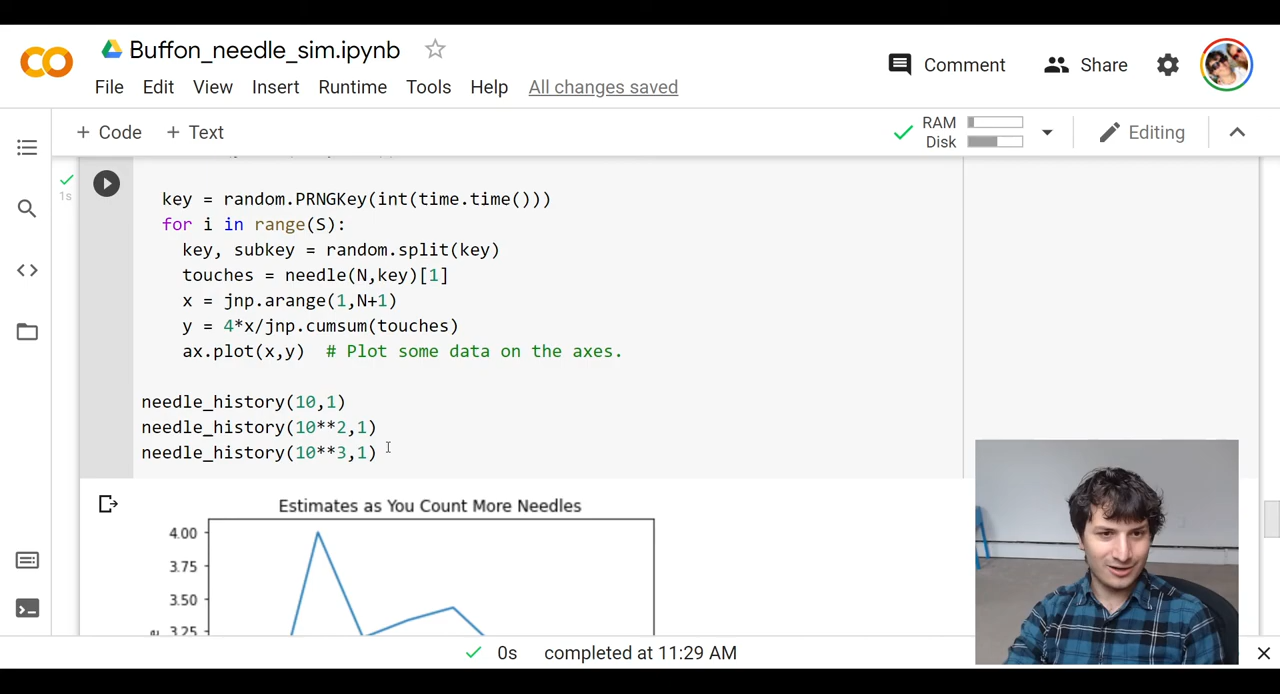 Buffon_needle_sim.ipynb
Comment
Share
File Edit View Insert Runtime Tools Help All changes saved
+ Code + Text
RAM
Disk
Editing
1s
key = random.PRNGKey(int(time.time()))
for i in range(S):
key, subkey = random.split(key)
touches = needle(N,key)[1]
x = jnp.arange(1,N+1)
y = 4*x/jnp.cumsum(touches)
ax.plot(x,y) # Plot some data on the axes.
needle_history(10,1)
needle_history(10**2,1)
needle_history(10**3,1)
Estimates as You Count More Needles
4.00
3.75
3.50
3.25
0s completed at 11:29 AM